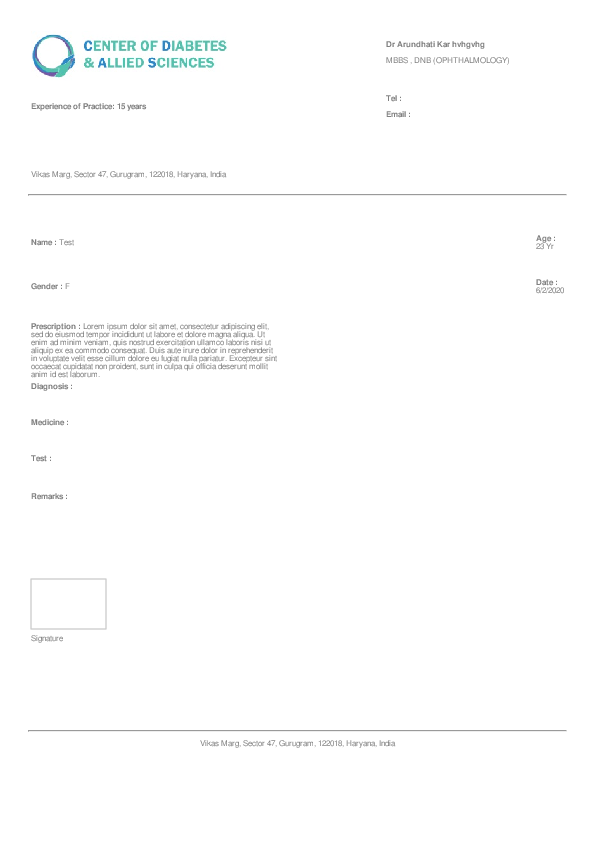 CENTER OF DIABETES
& ALLIED SCIENCES
Dr Arundhati Kar hvhgvhg
MBBS , DNB (OPHTHALMOLOGY)
Experience of Practice: 15 years
Tel :
Email :
Vikas Marg, Sector 47, Gurugram, 122018, Haryana, India
Name : Test
Age :
23 Yr
Gender : F
Date :
6/2/2020
Prescription : Lorem ipsum dolor sit amet, consectetur adipiscing elit,
sed do eiusmod tempor incididunt ut labore et dolore magna aliqua. Ut
enim ad minim veniam, quis nostrud exercitation ullamco laboris nisi ut
aliquip ex ea commodo consequat. Duis aute irure dolor in reprehenderit
in voluptate velit esse cillum dolore eu fugiat nulla pariatur. Excepteur sint
occaecat cupidatat non proident, sunt in culpa qui officia deserunt mollit
anim id est laborum.
Diagnosis :
Medicine :
Test :
Remarks :
Signature
Vikas Marg, Sector 47, Gurugram, 122018, Haryana, India